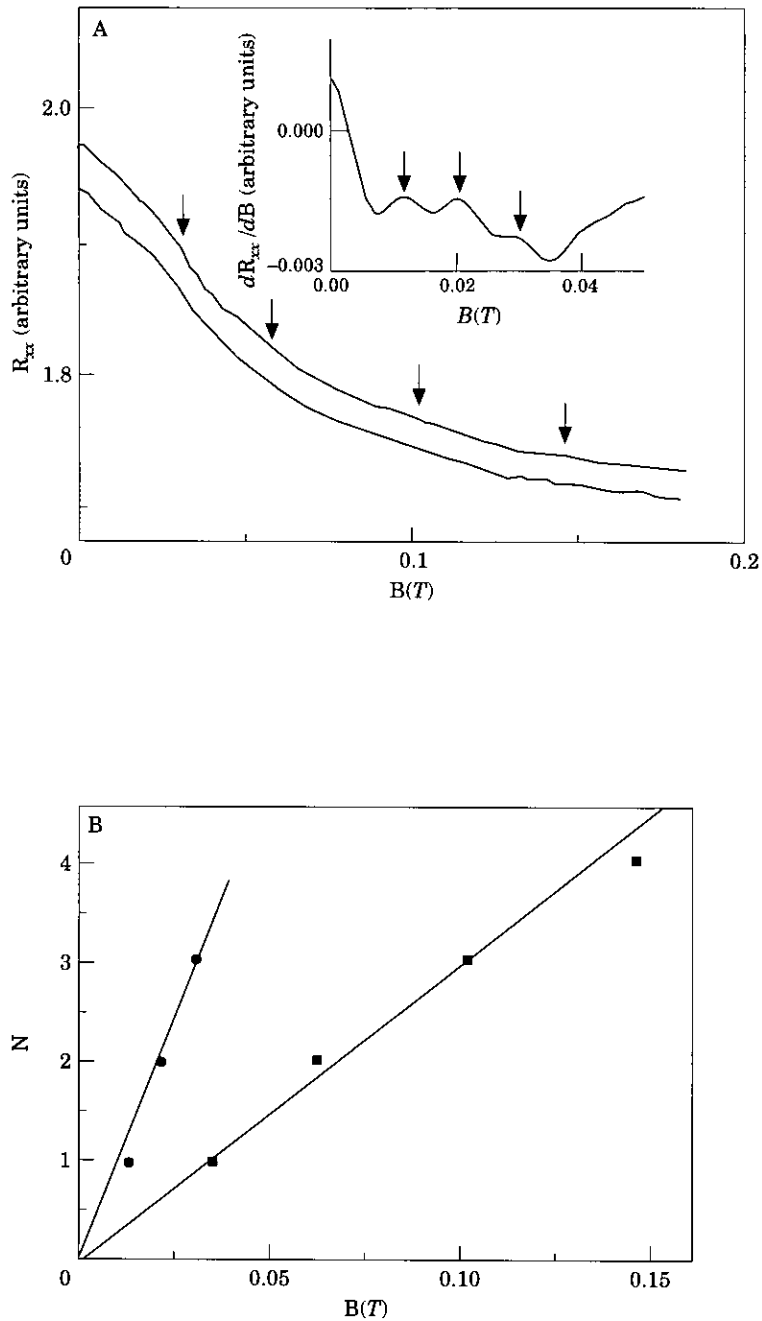 A
2.0
1.8
0
0.1
0.2
R_xx (arbitrary units)
B(T)
0.000
−0.003
0.00
0.02
0.04
dR_xx/dB (arbitrary units)
B(T)
B
4
3
2
1
0
0.05
0.10
0.15
N
B(T)